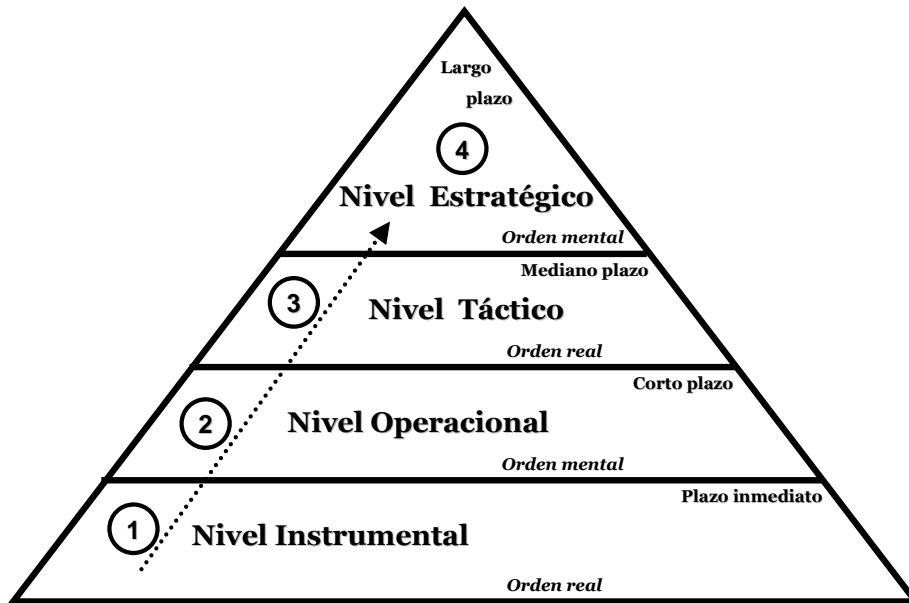 Largo
plazo
4
Nivel Estratégico
Orden mental
Mediano plazo
3
Nivel Táctico
Orden real
Corto plazo
2
Nivel Operacional
Orden mental
Plazo inmediato
1
Nivel Instrumental
Orden real